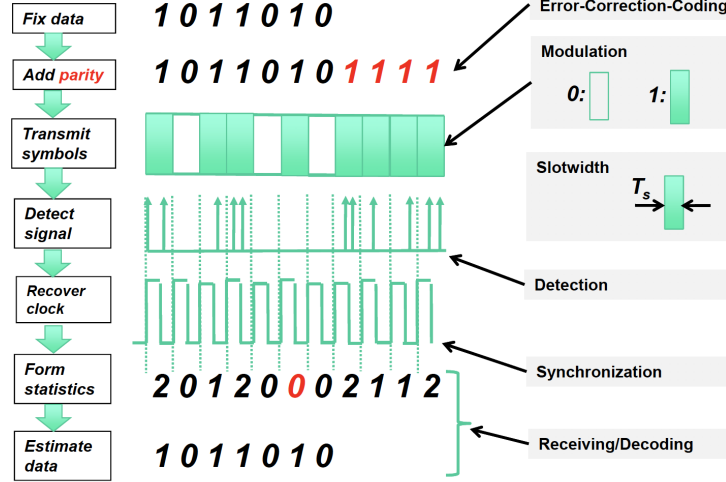 Fix data
1 0 1 1 0 1 0
Error-Correction-Coding
Add parity
1 0 1 1 0 1 0 1 1 1 1
Modulation
0:
1:
Transmit
symbols
Slotwidth
Ts
Detect
signal
Detection
Recover
clock
Synchronization
Form
statistics
2 0 1 2 0 0 0 2 1 1 2
Receiving/Decoding
Estimate
data
1 0 1 1 0 1 0